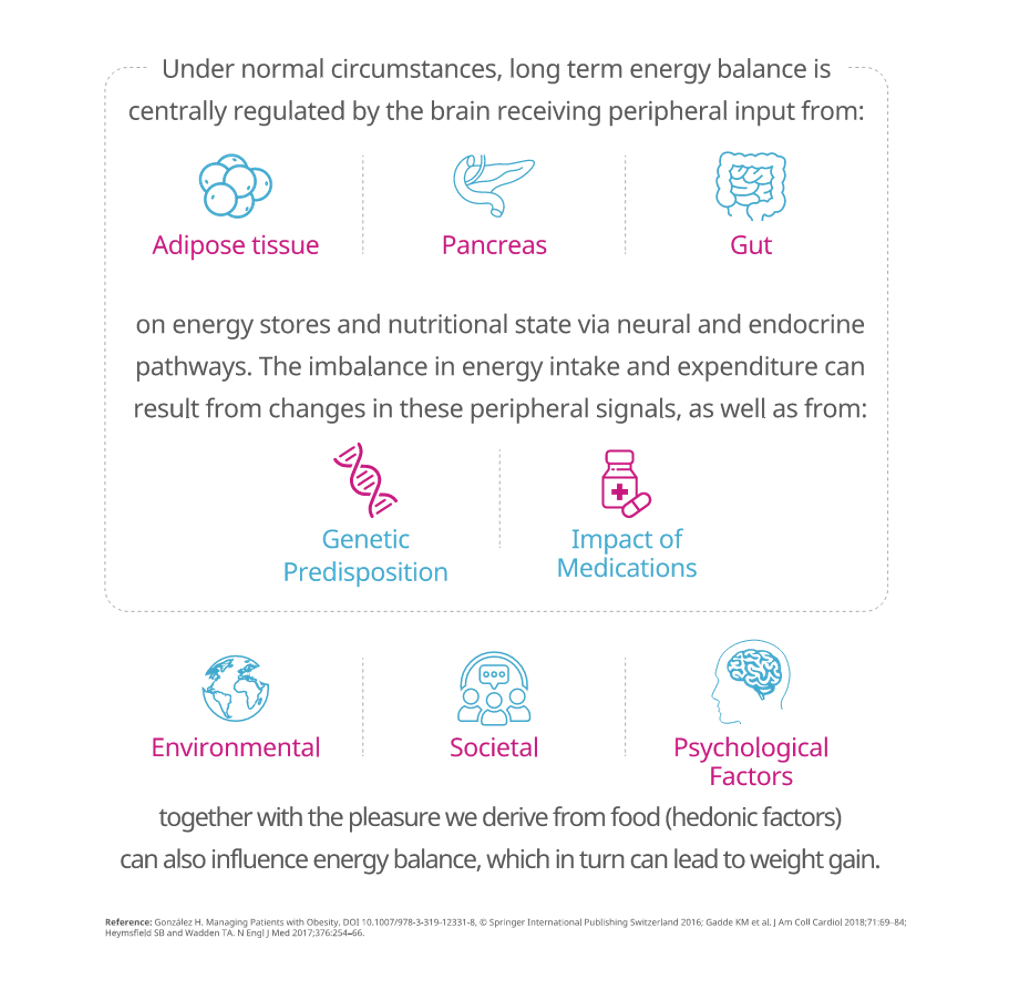 Under normal circumstances, long term energy balance is
centrally regulated by the brain receiving peripheral input from:
Adipose tissue
Pancreas
Gut
on energy stores and nutritional state via neural and endocrine
pathways. The imbalance in energy intake and expenditure can
result from changes in these peripheral signals, as well as from:
Genetic
Predisposition
Impact of
Medications
Environmental
Societal
Psychological
Factors
together with the pleasure we derive from food (hedonic factors)
can also influence energy balance, which in turn can lead to weight gain.
Reference: González H. Managing Patients with Obesity. DOI 10.1007/978-3-319-12331-8, © Springer International Publishing Switzerland 2016; Gadde KM et al. J Am Coll Cardiol 2018;71:69–84;
Heymsfield SB and Wadden TA. N Engl J Med 2017;376:254–66.